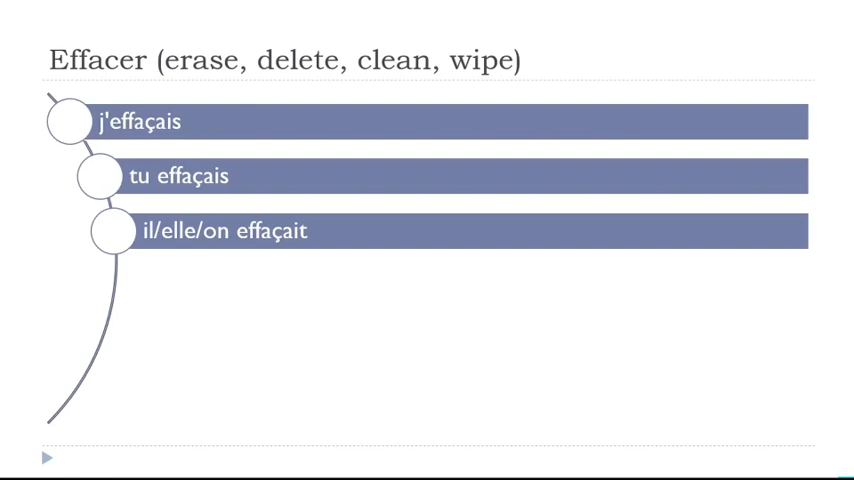 Effacer (erase, delete, clean, wipe)
j'effaçais
tu effaçais
il/elle/on effaçait